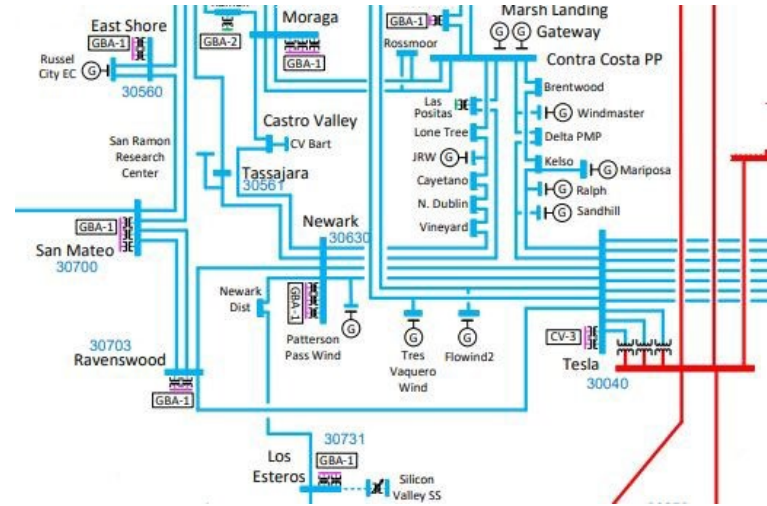 Marsh Landing
Gateway
Moraga
East Shore
GBA-1
GBA-1
GBA-2
GBA-1
Rossmoor
G
G
Contra Costa PP
Russel
City EC
G
30560
Brentwood
Las
Positas
G
Windmaster
Castro Valley
CV Bart
Lone Tree
Delta PMP
San Ramon
Research
Center
JRW
G
Kelso
G
Mariposa
Tassajara
30561
Cayetano
G
Ralph
N. Dublin
G
Sandhill
Newark
30630
Vineyard
GBA-1
San Mateo
30700
Newark
Dist
GBA-1
G
G
G
Patterson
Pass Wind
Tres
Vaquero
Wind
Flowind2
CV-3
Tesla
30040
30703
Ravenswood
GBA-1
30731
Los
Esteros
GBA-1
Silicon
Valley SS